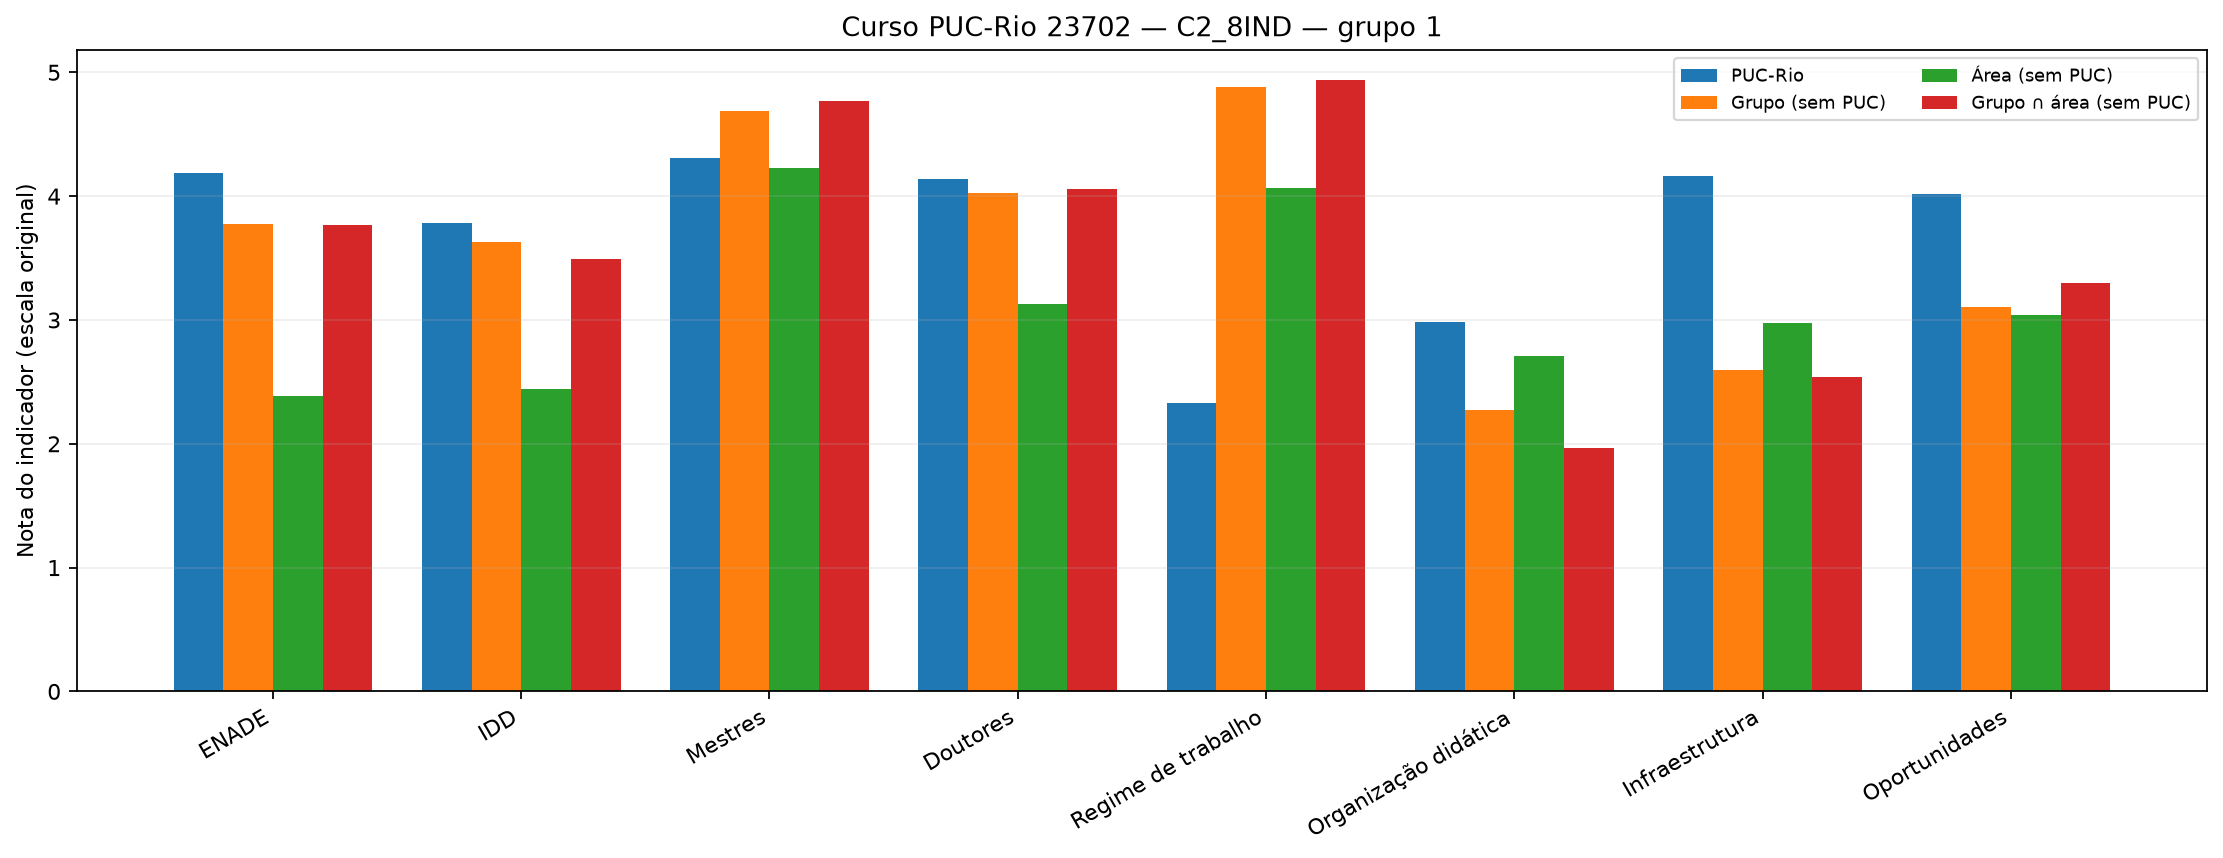 Curso PUC-Rio 23702 — C2_8IND — grupo 1
PUC-Rio
Grupo (sem PUC)
Área (sem PUC)
Grupo ∩ área (sem PUC)
Nota do indicador (escala original)
5
4
3
2
1
0
ENADE
IDD
Mestres
Doutores
Regime de trabalho
Organização didática
Infraestrutura
Oportunidades